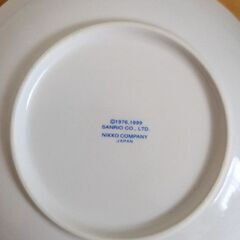 ©1976,1999
SANRIO CO., LTD.
NIKKO COMPANY
JAPAN